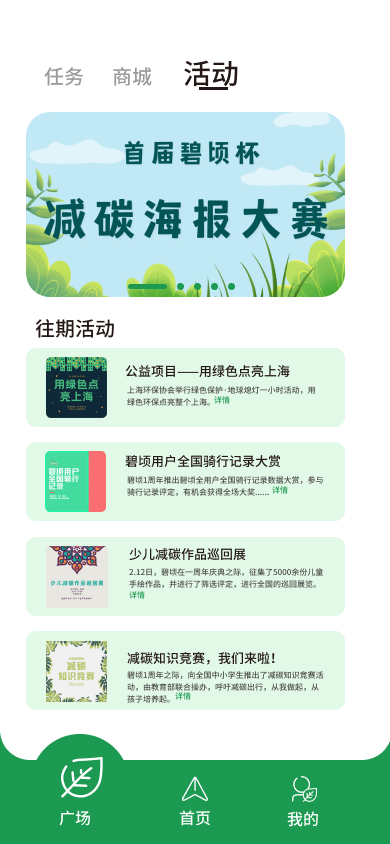 任务 商城 活动
首届碧顷杯
减碳海报大赛
往期活动
用绿色点
亮上海
公益项目——用绿色点亮上海
上海环保协会举行绿色保护·地球熄灯一小时活动，用
绿色环保点亮整个上海。详情
碧顷用户
全国骑行
记录
碧顷用户全国骑行记录大赏
碧顷1周年推出碧顷全用户全国骑行记录数据大赏，参与
骑行记录评定，有机会获得全场大奖...... 详情
少儿减碳作品巡回展
少儿减碳作品巡回展
2.12日，碧顷在一周年庆典之际，征集了5000余份儿童
手绘作品，并进行了筛选评定，进行全国的巡回展览。
详情
减碳
知识竞赛
减碳知识竞赛，我们来啦！
碧顷1周年之际，向全国中小学生推出了减碳知识竞赛活
动，由教育部联合操办，呼吁减碳出行，从我做起，从
孩子培养起。详情
广场 首页 我的